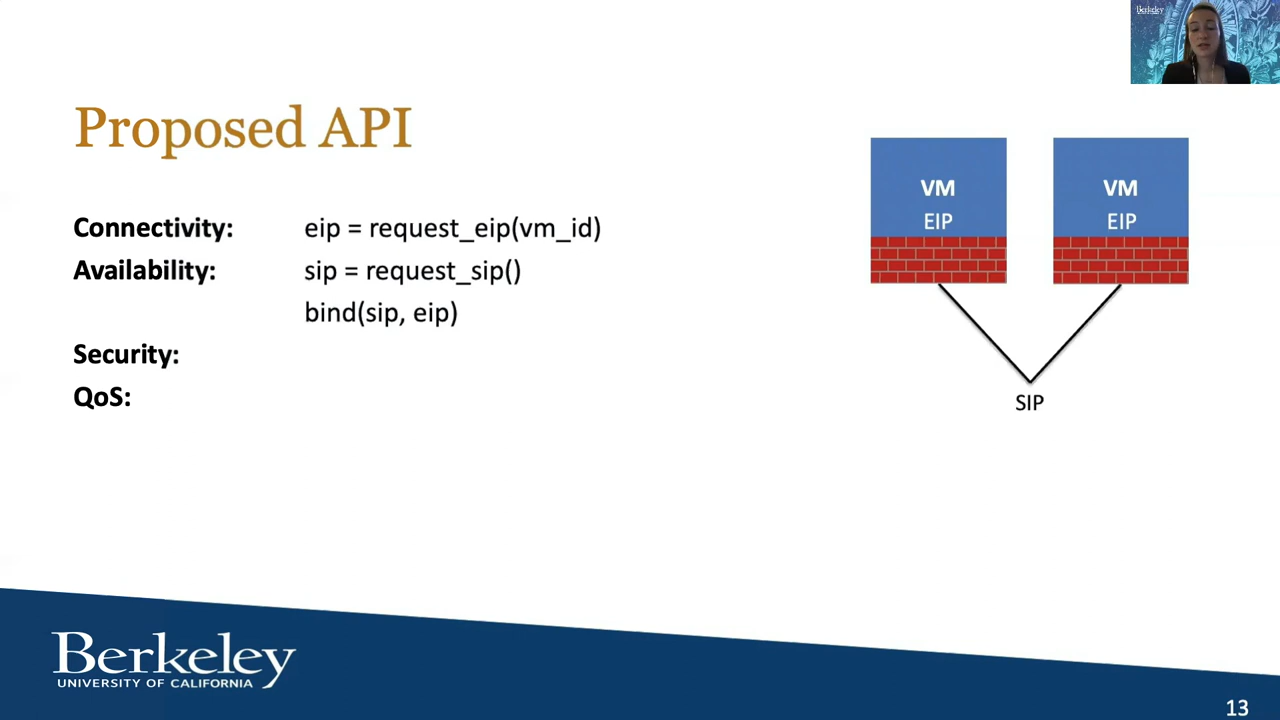 Berkeley
Proposed API
Connectivity: eip = request_eip(vm_id)
Availability: sip = request_sip()
bind(sip, eip)
Security:
QoS:
VM
EIP
VM
EIP
SIP
Berkeley
UNIVERSITY OF CALIFORNIA
13